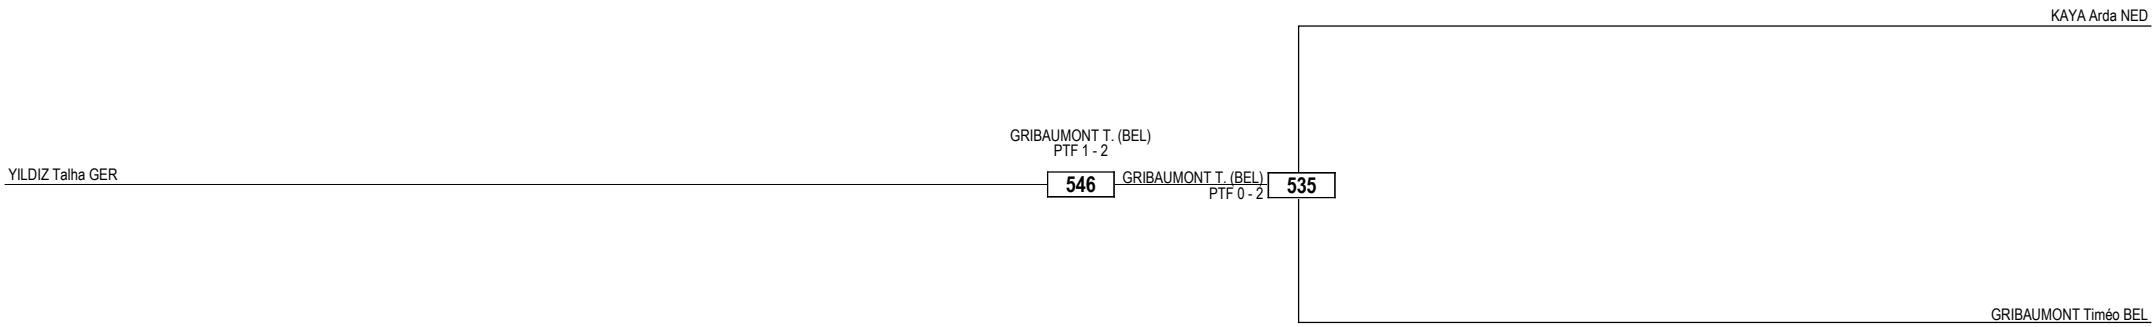 KAYA Arda NED
GRIBAUMONT T. (BEL)
PTF 1 - 2
YILDIZ Talha GER
546
GRIBAUMONT T. (BEL)
PTF 0 - 2
535
GRIBAUMONT Timéo BEL